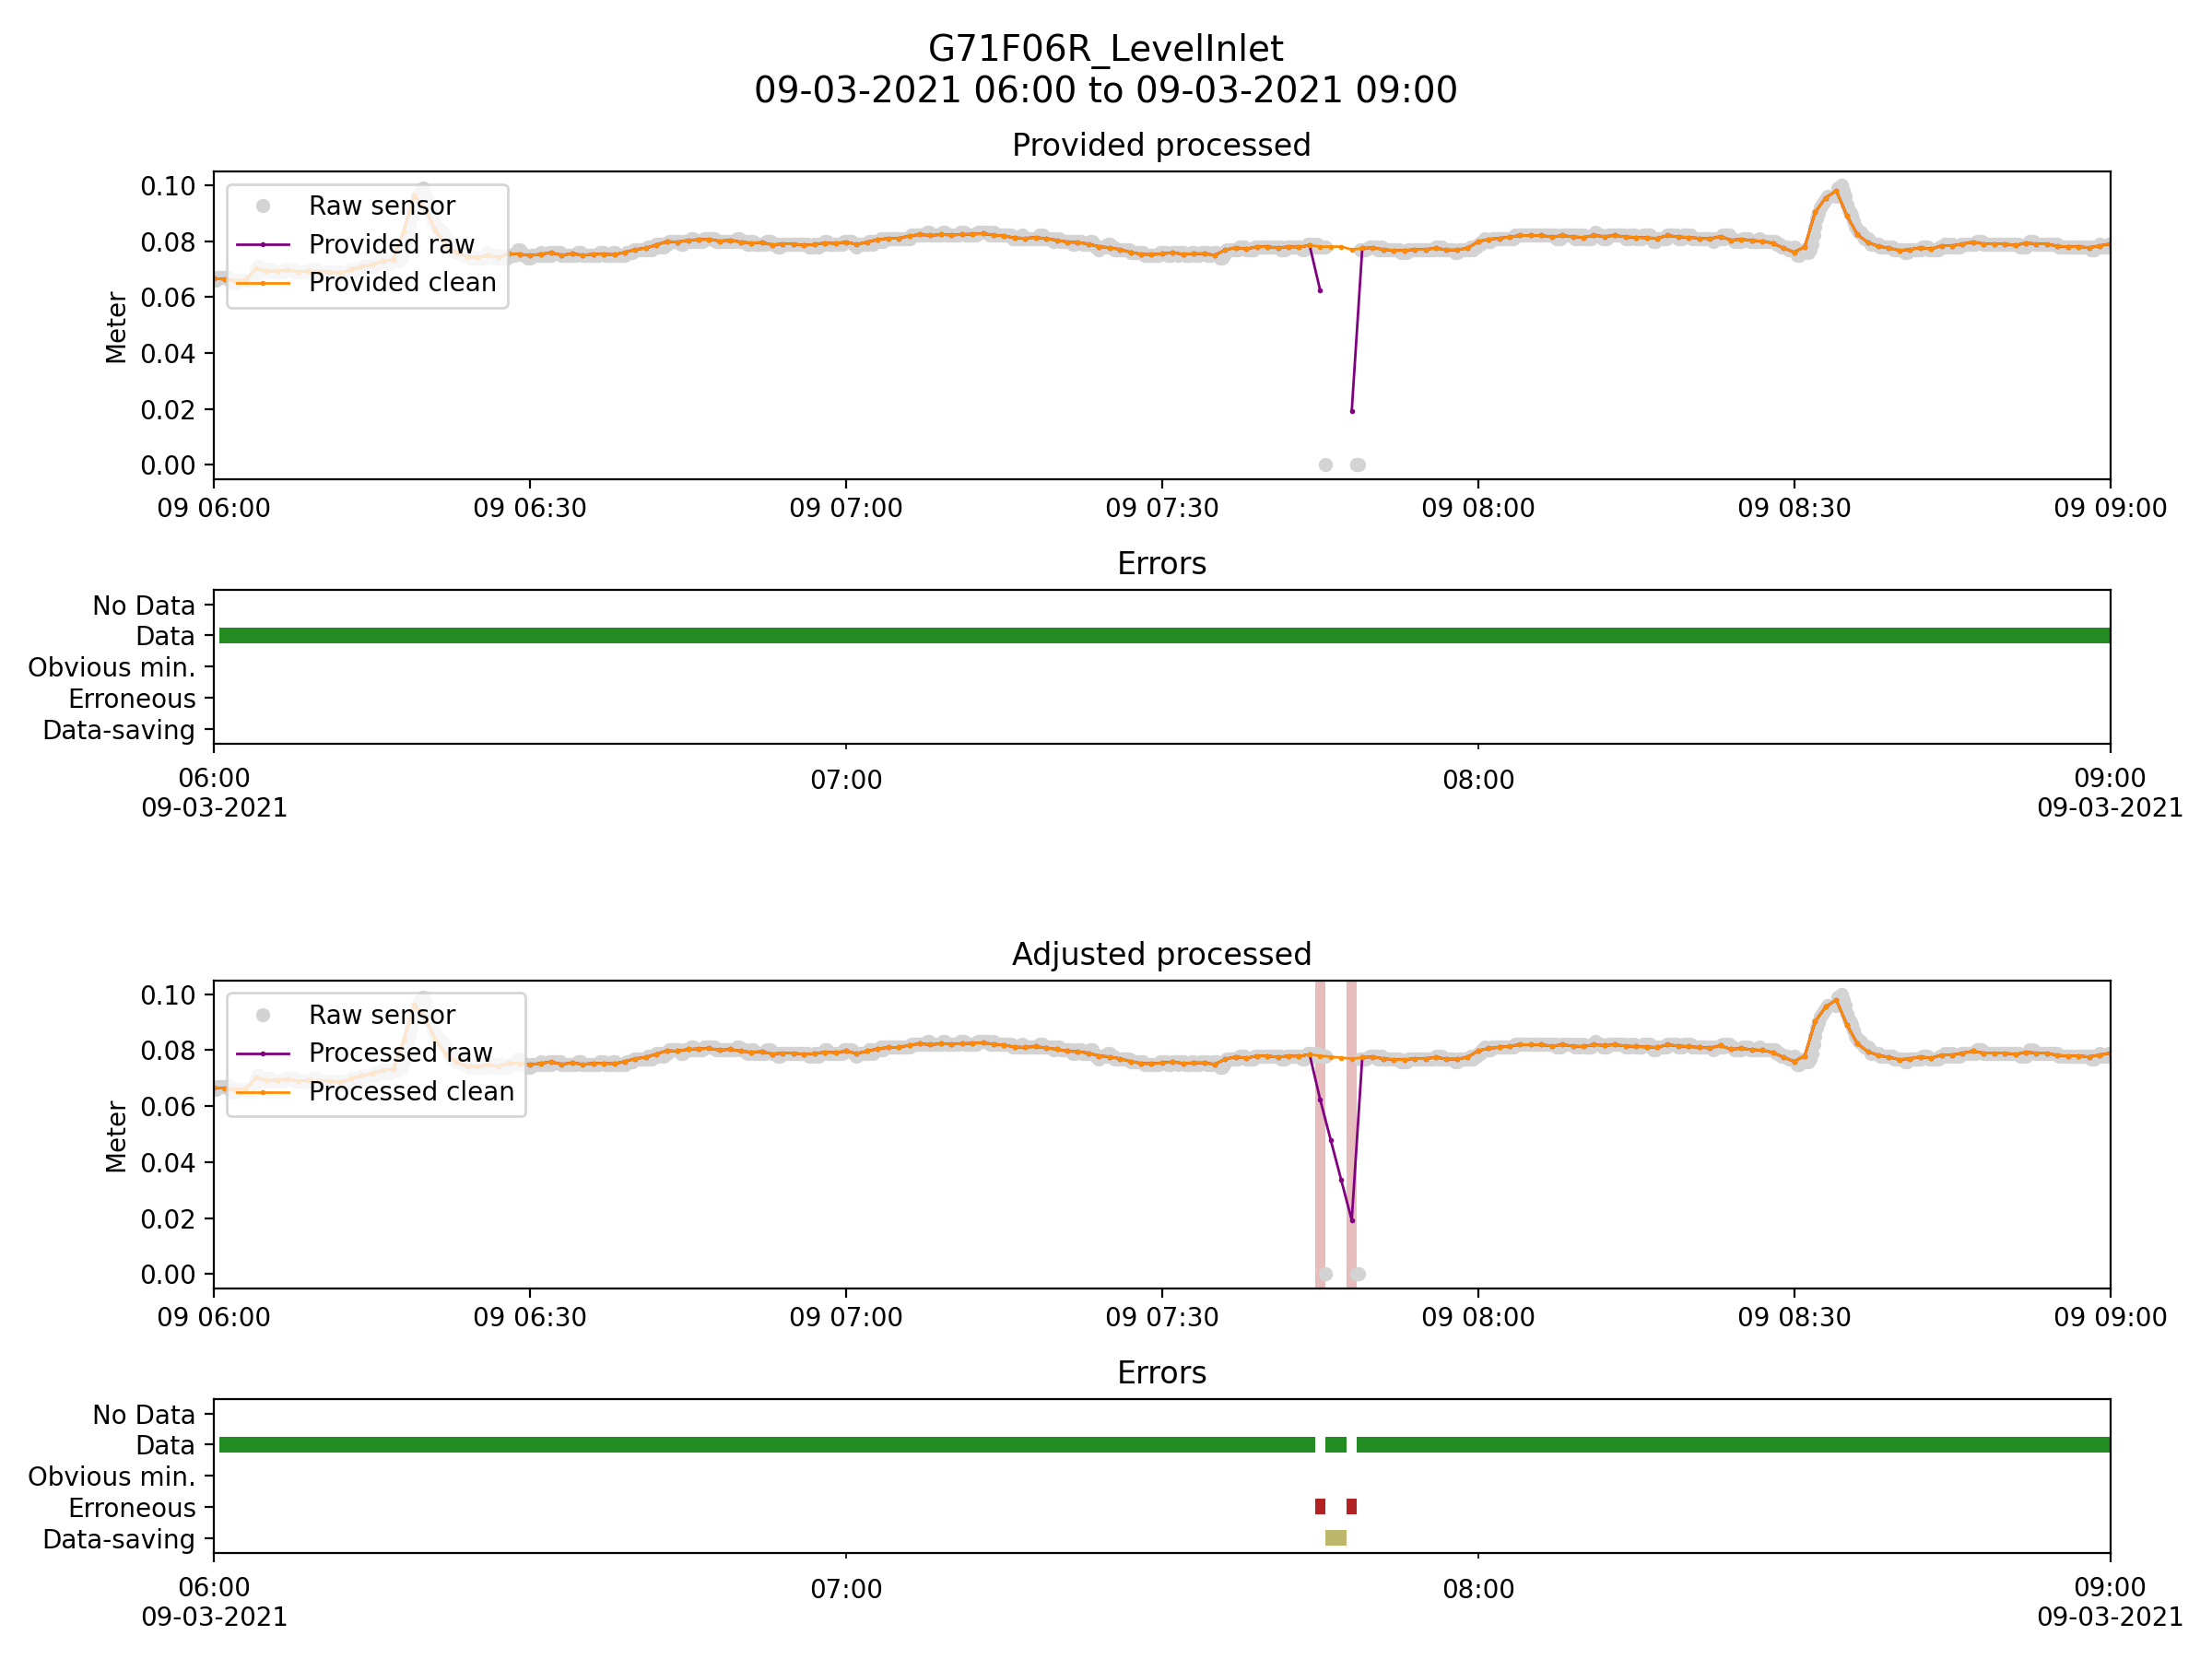 G71F06R_LevelInlet
09-03-2021 06:00 to 09-03-2021 09:00
Provided processed
Meter
0.10
0.08
0.06
0.04
0.02
0.00
Raw sensor
Provided raw
Provided clean
09 06:00 09 06:30 09 07:00 09 07:30 09 08:00 09 08:30 09 09:00
Errors
No Data
Data
Obvious min.
Erroneous
Data-saving
06:00 07:00 08:00 09:00
09-03-2021 09-03-2021
Adjusted processed
Meter
0.10
0.08
0.06
0.04
0.02
0.00
Raw sensor
Processed raw
Processed clean
09 06:00 09 06:30 09 07:00 09 07:30 09 08:00 09 08:30 09 09:00
Errors
No Data
Data
Obvious min.
Erroneous
Data-saving
06:00 07:00 08:00 09:00
09-03-2021 09-03-2021